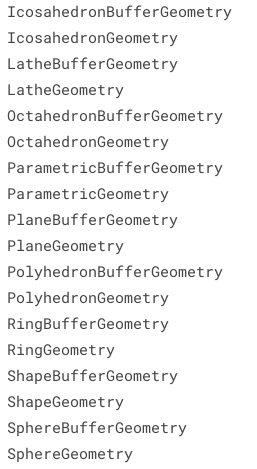 IcosahedronBufferGeometry
IcosahedronGeometry
LatheBufferGeometry
LatheGeometry
OctahedronBufferGeometry
OctahedronGeometry
ParametricBufferGeometry
ParametricGeometry
PlaneBufferGeometry
PlaneGeometry
PolyhedronBufferGeometry
PolyhedronGeometry
RingBufferGeometry
RingGeometry
ShapeBufferGeometry
ShapeGeometry
SphereBufferGeometry
SphereGeometry